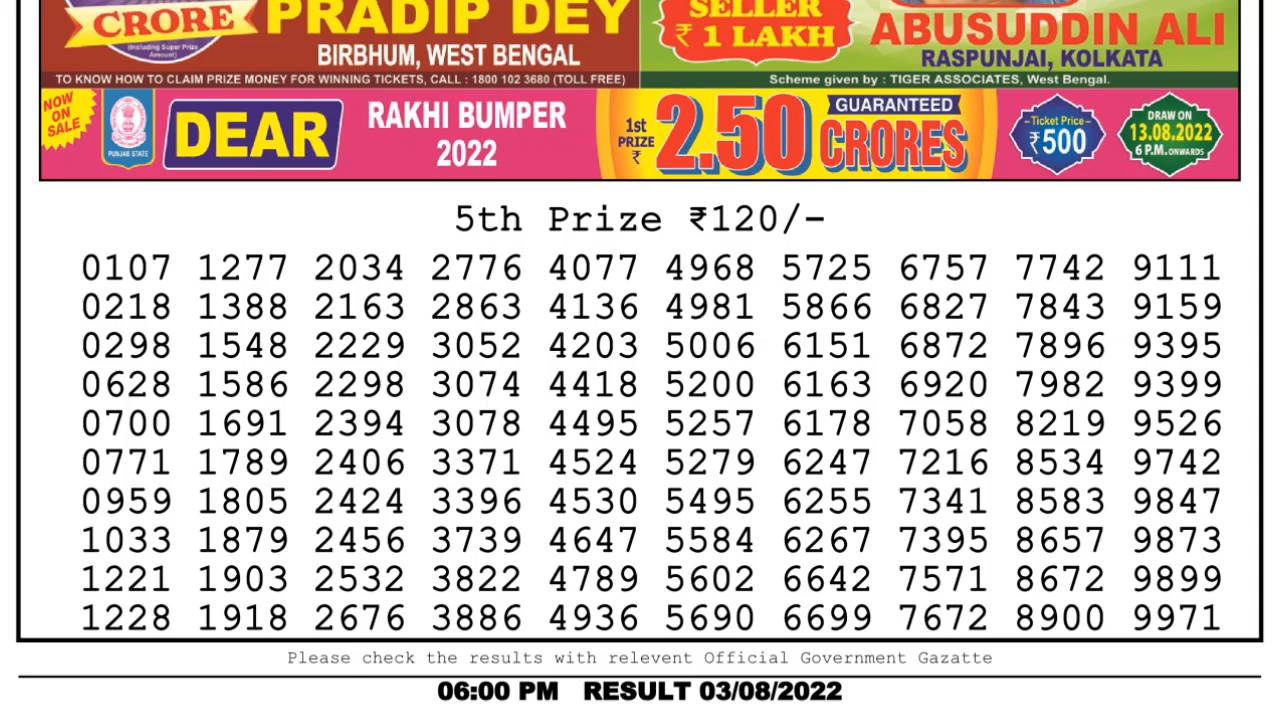 CRORE
(Including Super Prize
Amount)
PRADIP DEY
BIRBHUM, WEST BENGAL
TO KNOW HOW TO CLAIM PRIZE MONEY FOR WINNING TICKETS, CALL : 1800 102 3680 (TOLL FREE)
SELLER
₹ 1 LAKH
ABUSUDDIN ALI
RASPUNJAI, KOLKATA
Scheme given by : TIGER ASSOCIATES, West Bengal.
NOW
ON
SALE
PUNJAB STATE
DEAR
RAKHI BUMPER
2022
1st
PRIZE
₹
2.50
GUARANTEED
CRORES
Ticket Price
₹500
DRAW ON
13.08.2022
6 P.M. ONWARDS
5th Prize ₹120/-
0107 1277 2034 2776 4077 4968 5725 6757 7742 9111
0218 1388 2163 2863 4136 4981 5866 6827 7843 9159
0298 1548 2229 3052 4203 5006 6151 6872 7896 9395
0628 1586 2298 3074 4418 5200 6163 6920 7982 9399
0700 1691 2394 3078 4495 5257 6178 7058 8219 9526
0771 1789 2406 3371 4524 5279 6247 7216 8534 9742
0959 1805 2424 3396 4530 5495 6255 7341 8583 9847
1033 1879 2456 3739 4647 5584 6267 7395 8657 9873
1221 1903 2532 3822 4789 5602 6642 7571 8672 9899
1228 1918 2676 3886 4936 5690 6699 7672 8900 9971
Please check the results with relevent Official Government Gazatte
06:00 PM RESULT 03/08/2022